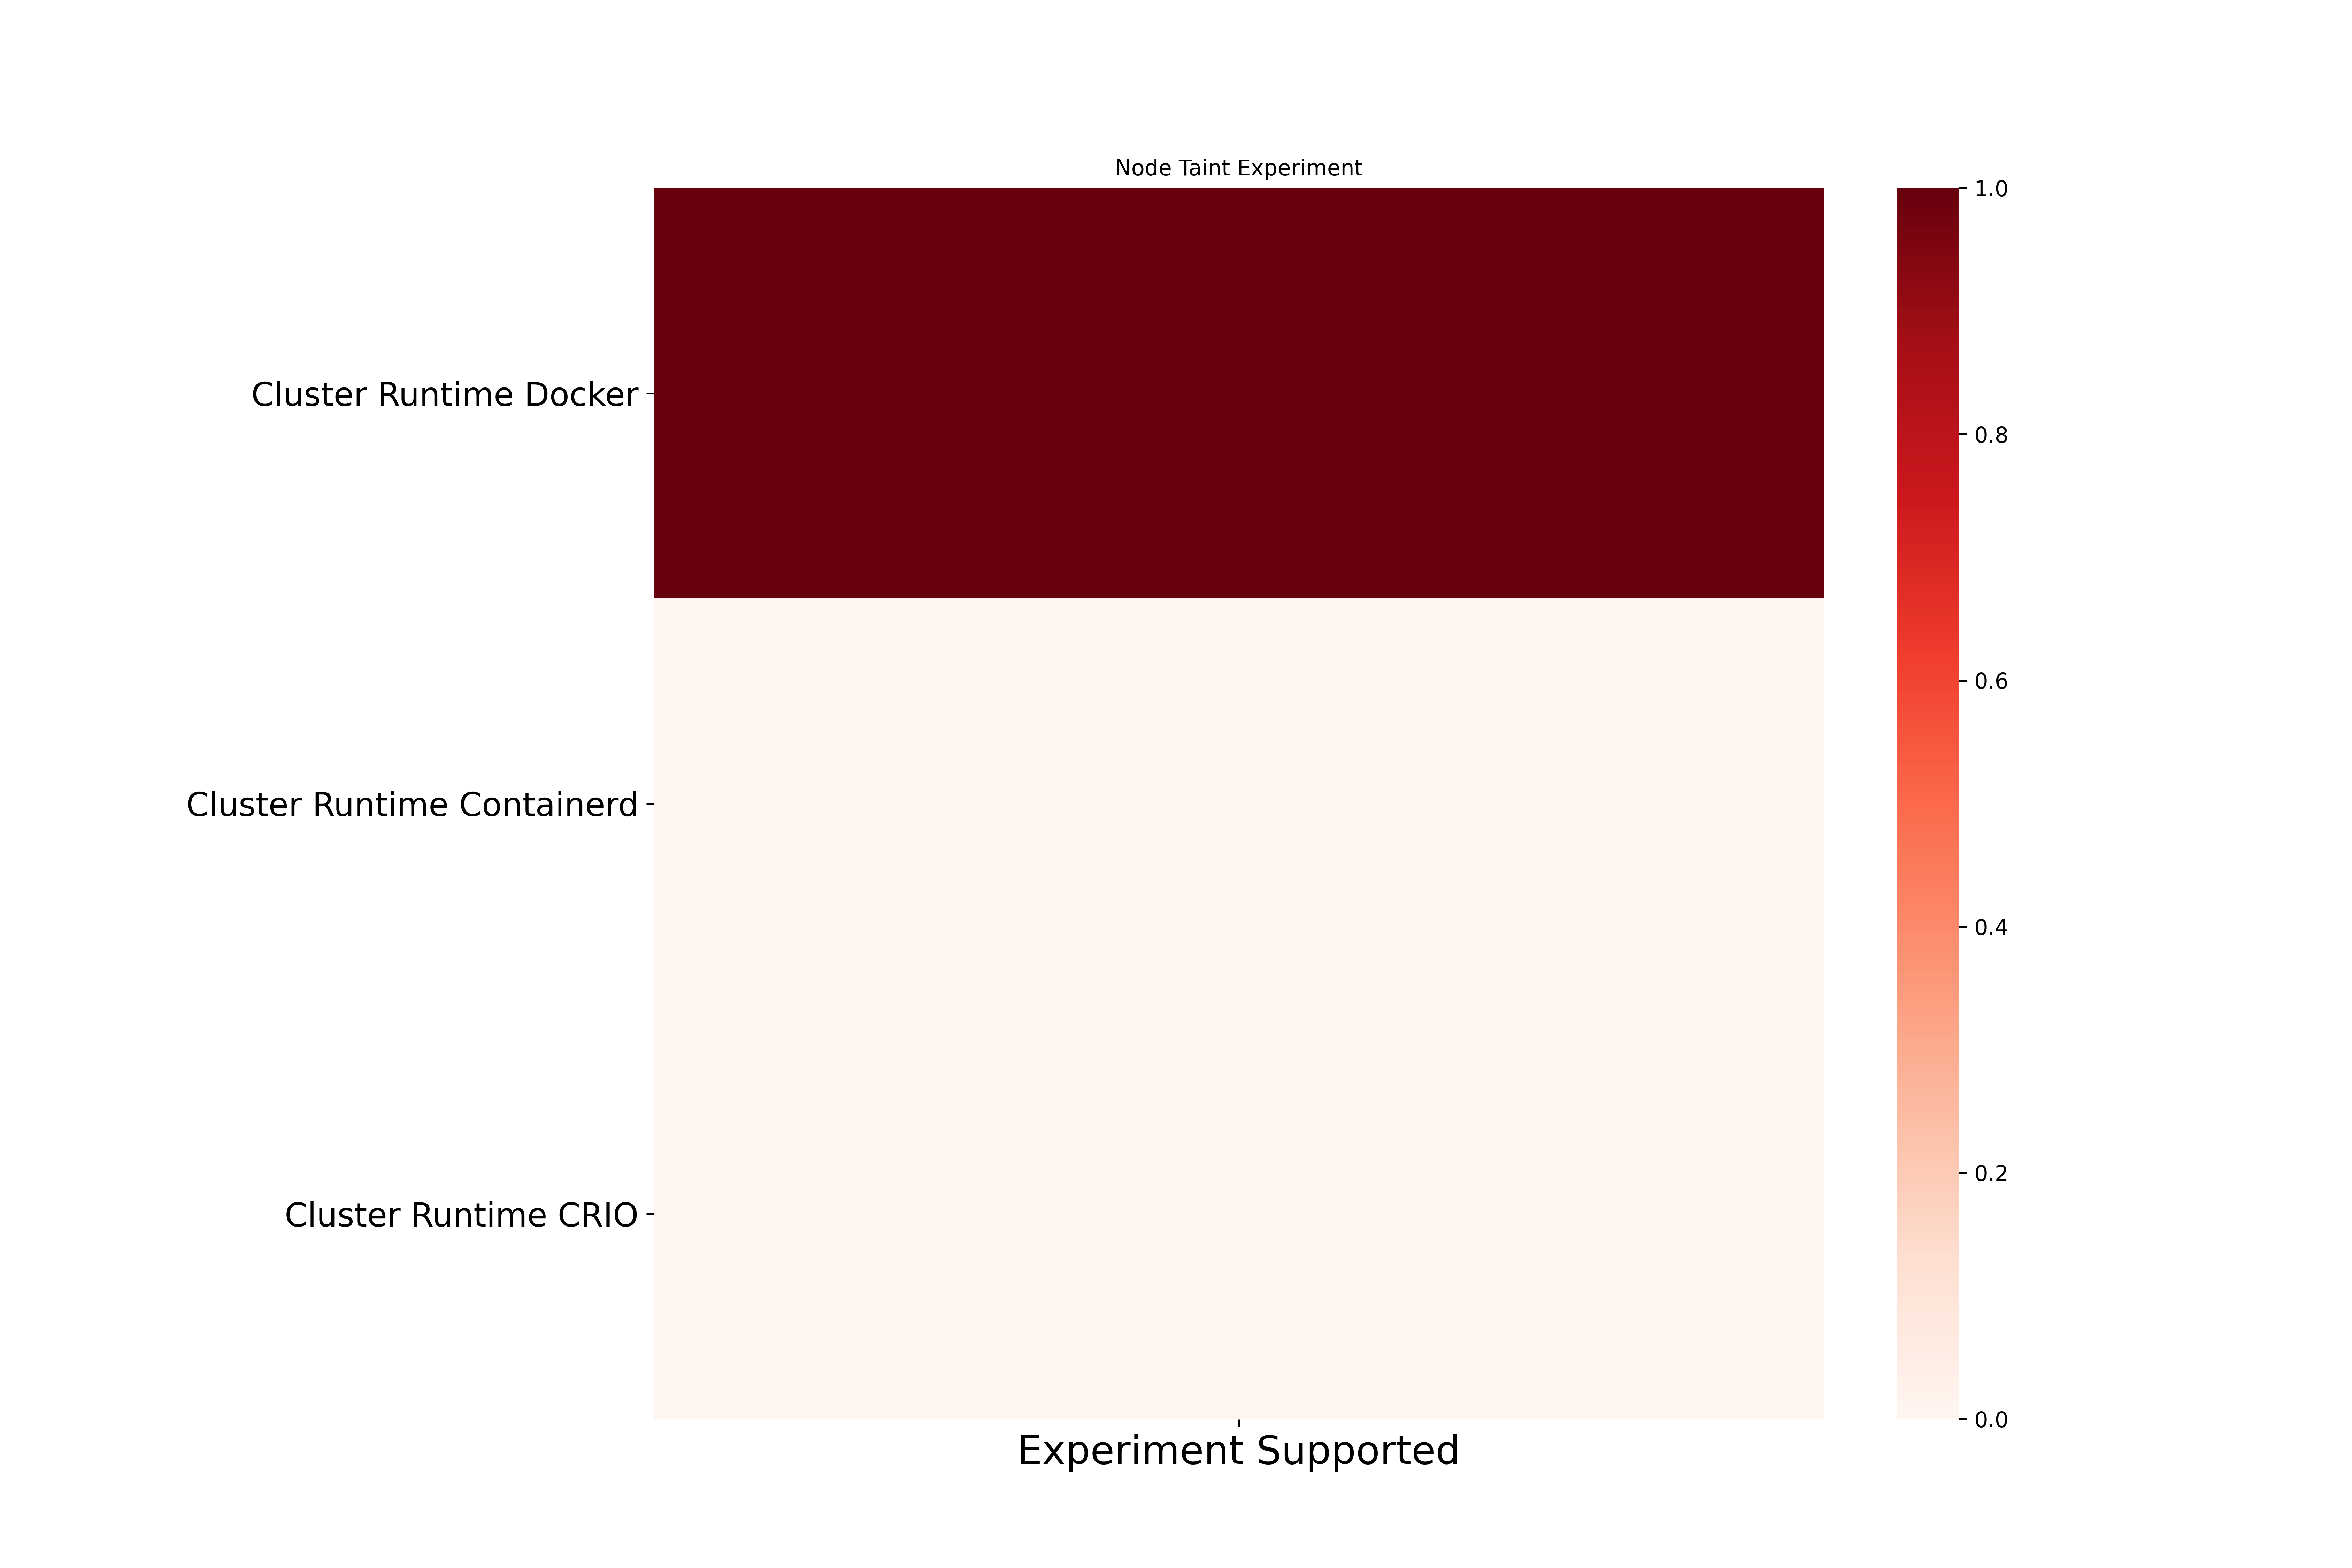 Node Taint Experiment
Cluster Runtime Docker
Cluster Runtime Containerd
Cluster Runtime CRIO
Experiment Supported
1.0
0.8
0.6
0.4
0.2
0.0